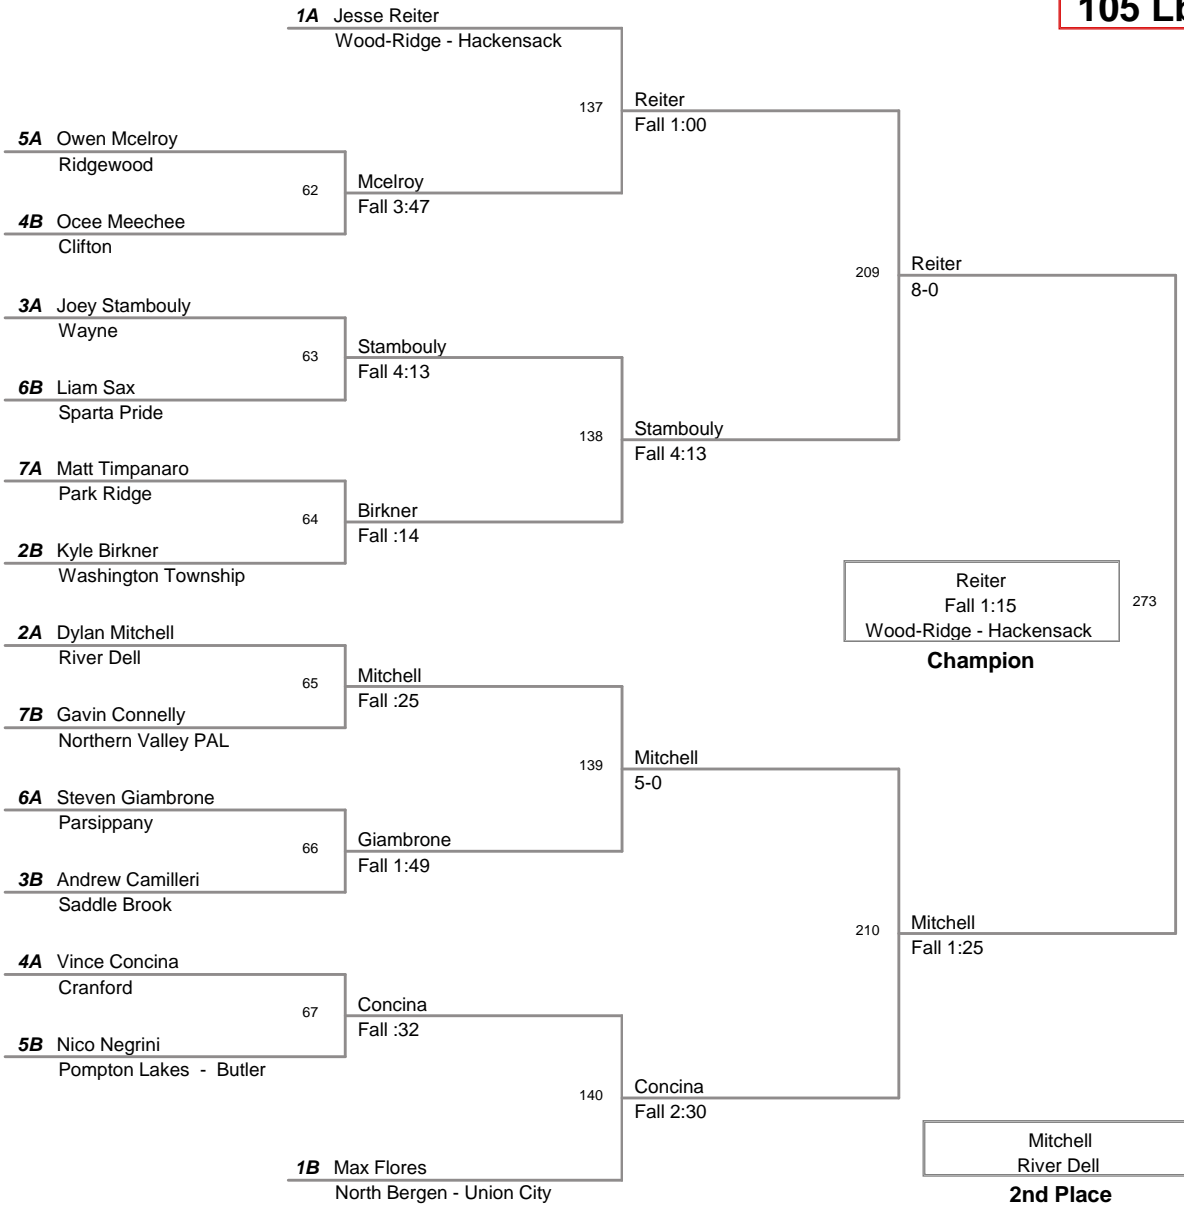 105 Lb
1A Jesse Reiter
Wood-Ridge - Hackensack
137
Reiter
Fall 1:00
5A Owen Mcelroy
Ridgewood
62
Mcelroy
Fall 3:47
4B Ocee Meechee
Clifton
209
Reiter
8-0
3A Joey Stambouly
Wayne
63
Stambouly
Fall 4:13
6B Liam Sax
Sparta Pride
138
Stambouly
Fall 4:13
7A Matt Timpanaro
Park Ridge
64
Birkner
Fall :14
2B Kyle Birkner
Washington Township
Reiter
Fall 1:15
Wood-Ridge - Hackensack
273
Champion
2A Dylan Mitchell
River Dell
65
Mitchell
Fall :25
7B Gavin Connelly
Northern Valley PAL
139
Mitchell
5-0
6A Steven Giambrone
Parsippany
66
Giambrone
Fall 1:49
3B Andrew Camilleri
Saddle Brook
210
Mitchell
Fall 1:25
4A Vince Concina
Cranford
67
Concina
Fall :32
5B Nico Negrini
Pompton Lakes - Butler
140
Concina
Fall 2:30
1B Max Flores
North Bergen - Union City
Mitchell
River Dell
2nd Place